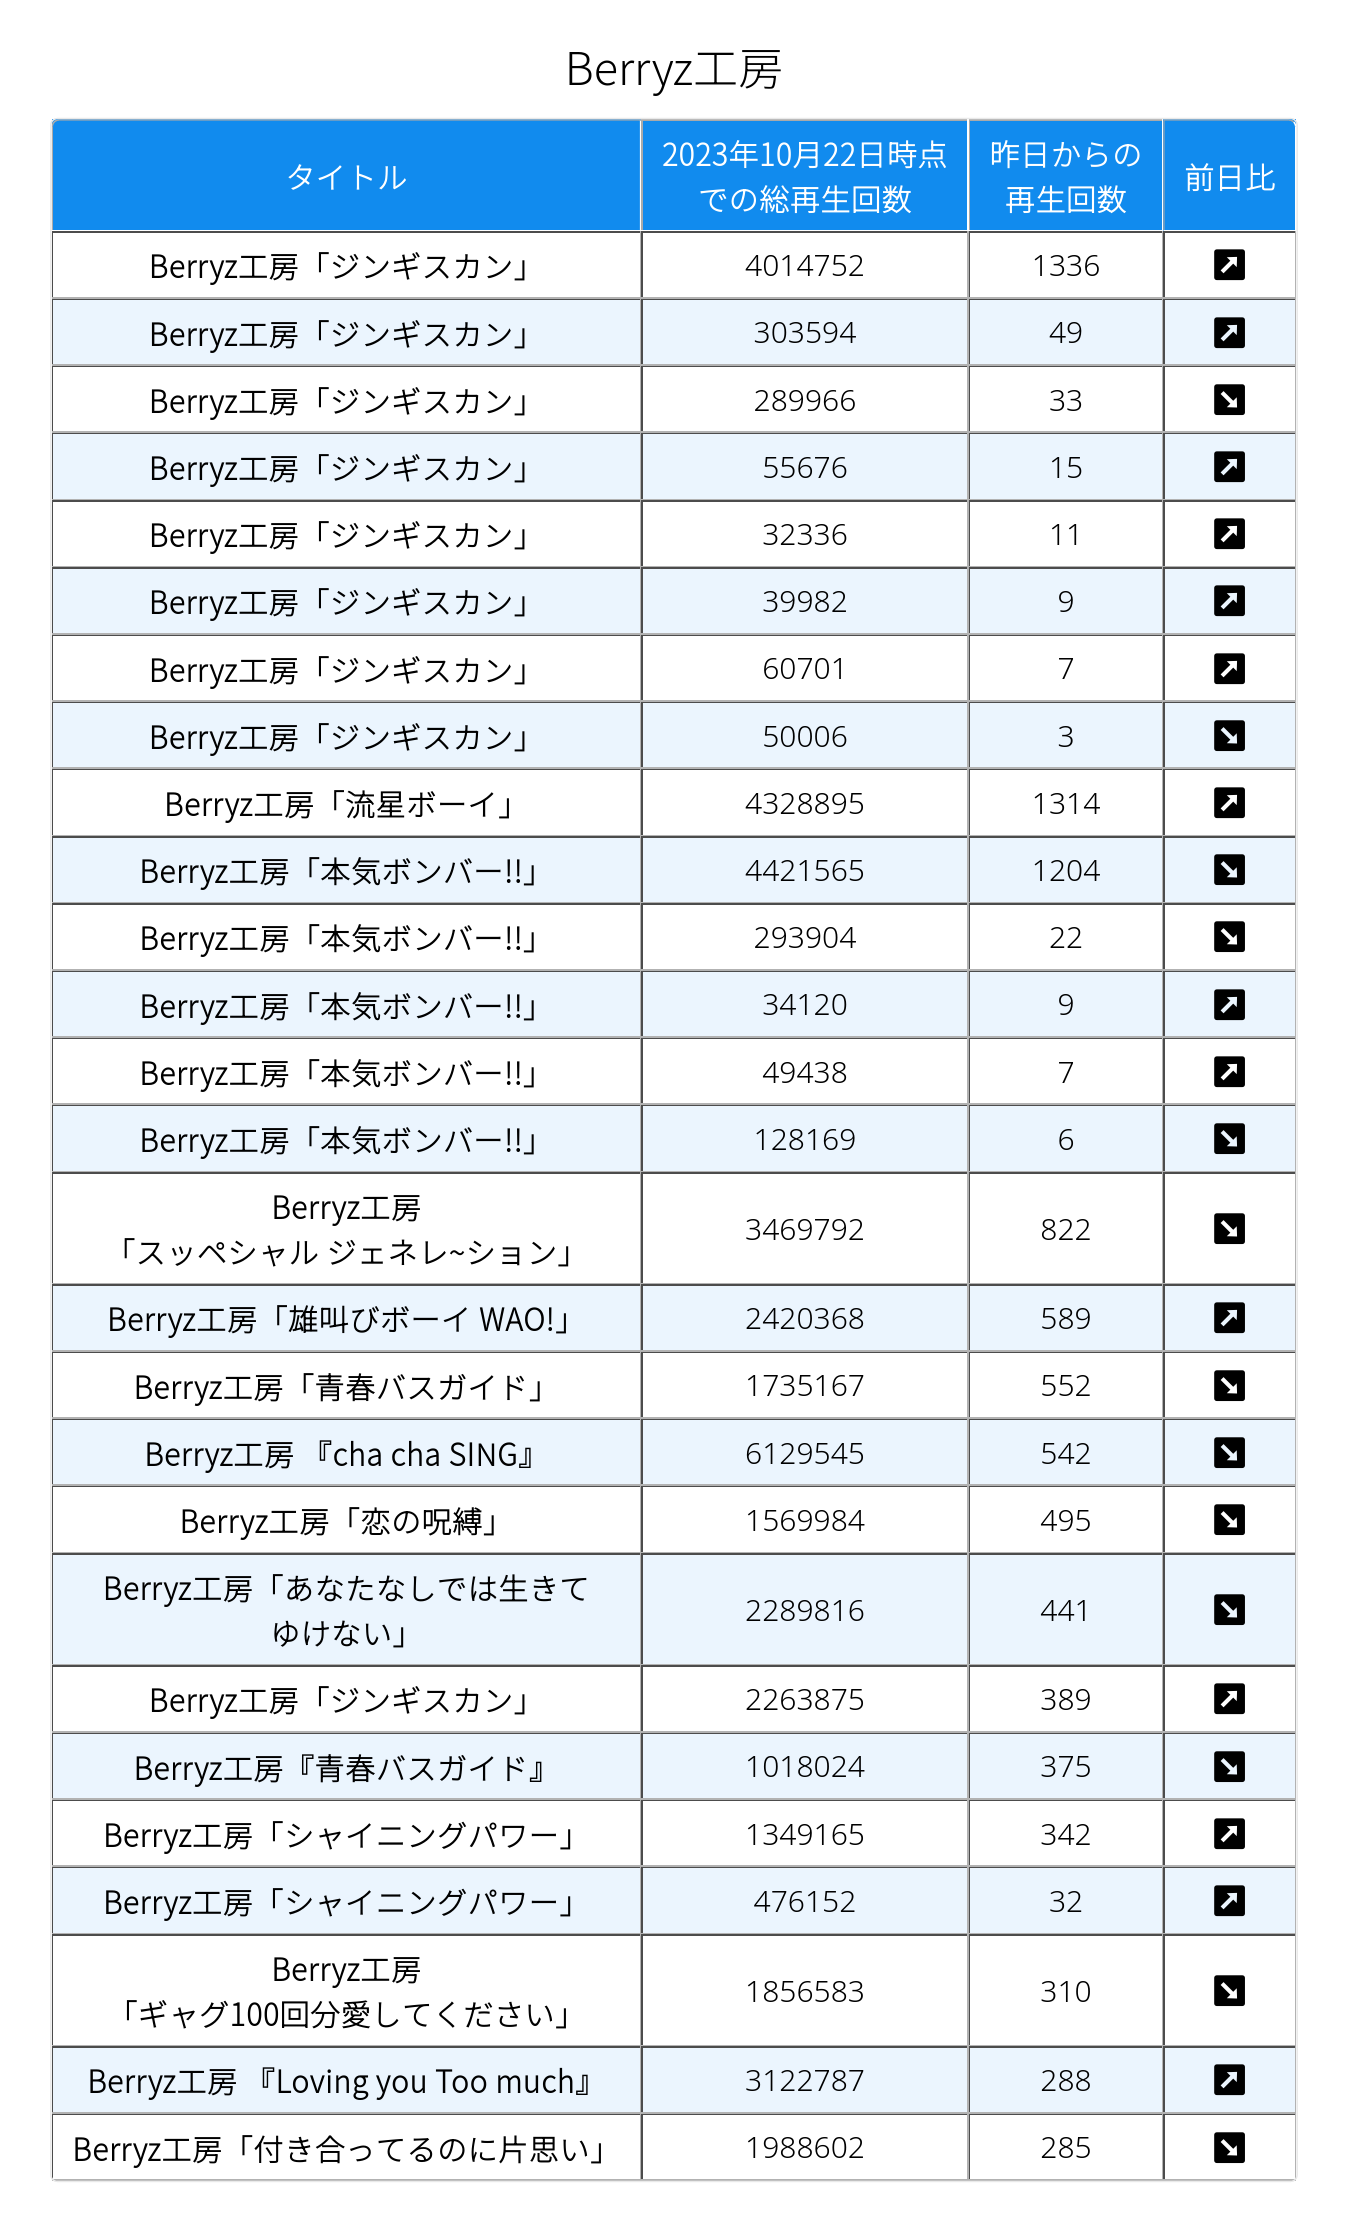 Berryz工房
タイトル
2023年10月22日時点
での総再生回数
昨日からの
再生回数
前日比
Berryz工房「ジンギスカン」 4014752 1336
Berryz工房「ジンギスカン」 303594 49
Berryz工房「ジンギスカン」 289966 33
Berryz工房「ジンギスカン」 55676 15
Berryz工房「ジンギスカン」 32336 11
Berryz工房「ジンギスカン」 39982 9
Berryz工房「ジンギスカン」 60701 7
Berryz工房「ジンギスカン」 50006 3
Berryz工房「流星ボーイ」 4328895 1314
Berryz工房「本気ボンバー!!」 4421565 1204
Berryz工房「本気ボンバー!!」 293904 22
Berryz工房「本気ボンバー!!」 34120 9
Berryz工房「本気ボンバー!!」 49438 7
Berryz工房「本気ボンバー!!」 128169 6
Berryz工房
「スッペシャル ジェネレ~ション」 3469792 822
Berryz工房「雄叫びボーイ WAO!」 2420368 589
Berryz工房「青春バスガイド」 1735167 552
Berryz工房 『cha cha SING』 6129545 542
Berryz工房「恋の呪縛」 1569984 495
Berryz工房「あなたなしでは生きて
ゆけない」 2289816 441
Berryz工房「ジンギスカン」 2263875 389
Berryz工房『青春バスガイド』 1018024 375
Berryz工房「シャイニングパワー」 1349165 342
Berryz工房「シャイニングパワー」 476152 32
Berryz工房
「ギャグ100回分愛してください」 1856583 310
Berryz工房 『Loving you Too much』 3122787 288
Berryz工房「付き合ってるのに片思い」 1988602 285